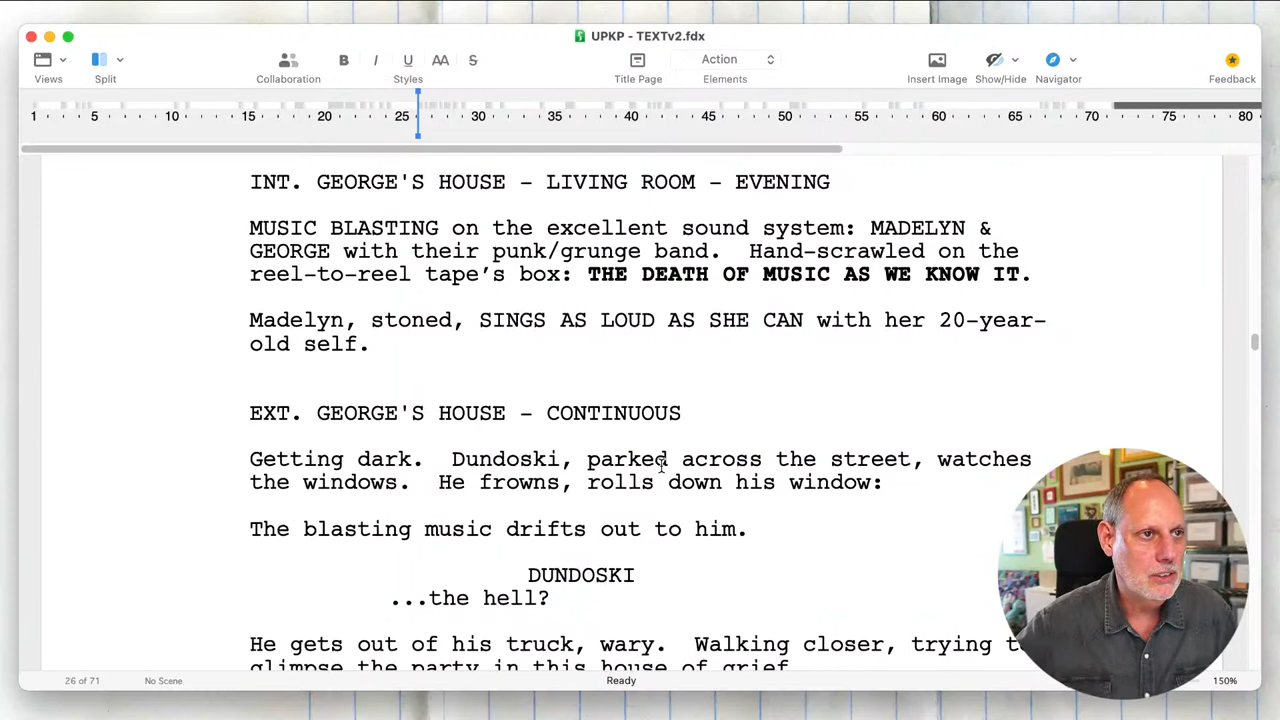 UPKP - TEXTv2.fdx
Action
Views Split Collaboration Styles Title Page Elements Insert Image Show/Hide Navigator Feedback
B I U AA S
1 5 10 15 20 25 30 35 40 45 50 55 60 65 70 75 80
INT. GEORGE'S HOUSE - LIVING ROOM - EVENING
MUSIC BLASTING on the excellent sound system: MADELYN &
GEORGE with their punk/grunge band.  Hand-scrawled on the
reel-to-reel tape’s box: THE DEATH OF MUSIC AS WE KNOW IT.
Madelyn, stoned, SINGS AS LOUD AS SHE CAN with her 20-year-
old self.
EXT. GEORGE'S HOUSE - CONTINUOUS
Getting dark.  Dundoski, parked across the street, watches
the windows.  He frowns, rolls down his window:
The blasting music drifts out to him.
DUNDOSKI
...the hell?
He gets out of his truck, wary.  Walking closer, trying to
glimpse the party in this house of grief
26 of 71 No Scene Ready 150%